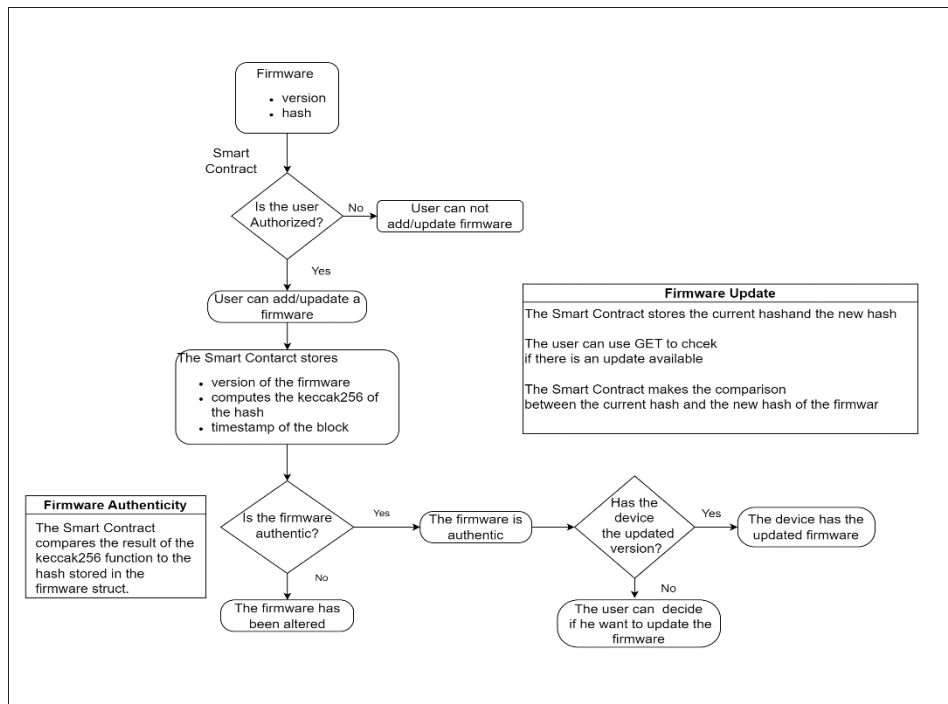 Firmware
• version
• hash
Smart
Contract
Is the user
Authorized?
No
User can not
add/update firmware
Yes
User can add/upadate a
firmware
The Smart Contarct stores
• version of the firmware
• computes the keccak256 of
the hash
• timestamp of the block
Firmware Update
The Smart Contract stores the current hashand the new hash
The user can use GET to chcek
if there is an update available
The Smart Contract makes the comparison
between the current hash and the new hash of the firmwar
Firmware Authenticity
The Smart Contract
compares the result of the
keccak256 function to the
hash stored in the
firmware struct.
Is the firmware
authentic?
Yes
The firmware is
authentic
No
The firmware has
been altered
Has the
device
the updated
version?
Yes
The device has the
updated firmware
No
The user can decide
if he want to update the
firmware